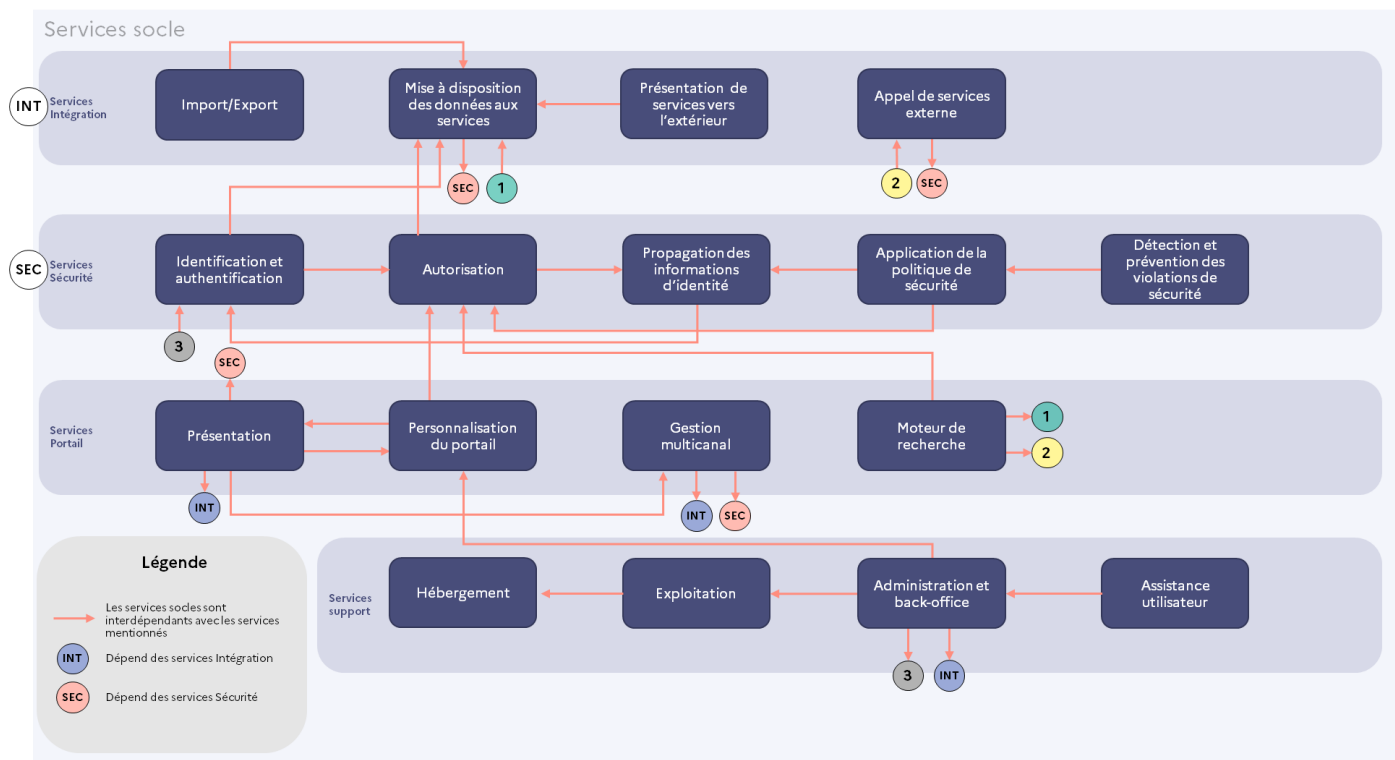 Services socle
INT
Services
Intégration
Import/Export
Mise à disposition
des données aux
services
Présentation de
services vers
l'extérieur
Appel de services
externe
SEC
1
2
SEC
SEC
Services
Sécurité
Identification et
authentification
Autorisation
Propagation des
informations
d'identité
Application de la
politique de
sécurité
Détection et
prévention des
violations de
sécurité
3
SEC
Services
Portail
Présentation
Personnalisation
du portail
Gestion
multicanal
Moteur de
recherche
1
2
INT
INT
SEC
Services
support
Hébergement
Exploitation
Administration et
back-office
Assistance
utilisateur
3
INT
Légende
Les services socles sont
interdépendants avec les services
mentionnés
INT
Dépend des services Intégration
SEC
Dépend des services Sécurité